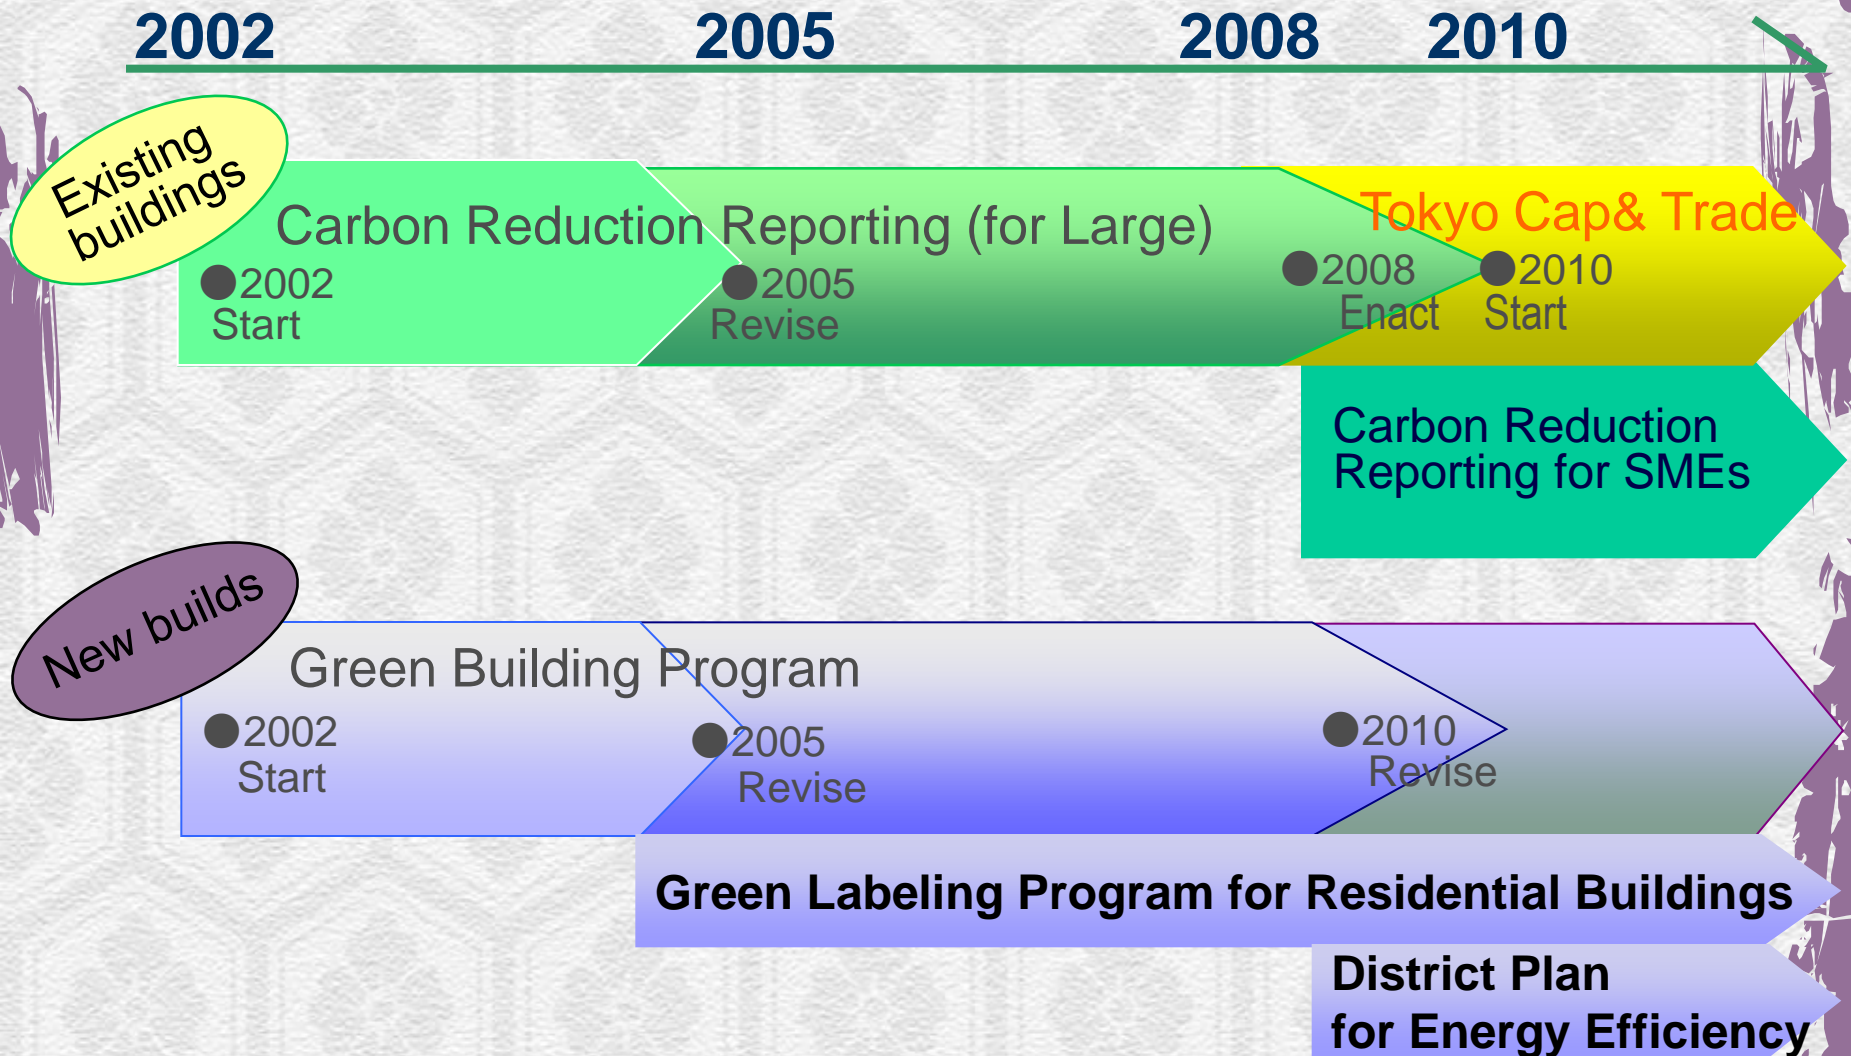 2002 2005 2008 2010
Existing
buildings
Carbon Reduction Reporting (for Large)
Tokyo Cap& Trade
●2002
Start
●2005
Revise
●2008
Enact
●2010
Start
Carbon Reduction
Reporting for SMEs
New builds
Green Building Program
●2002
Start
●2005
Revise
●2010
Revise
Green Labeling Program for Residential Buildings
District Plan
for Energy Efficiency